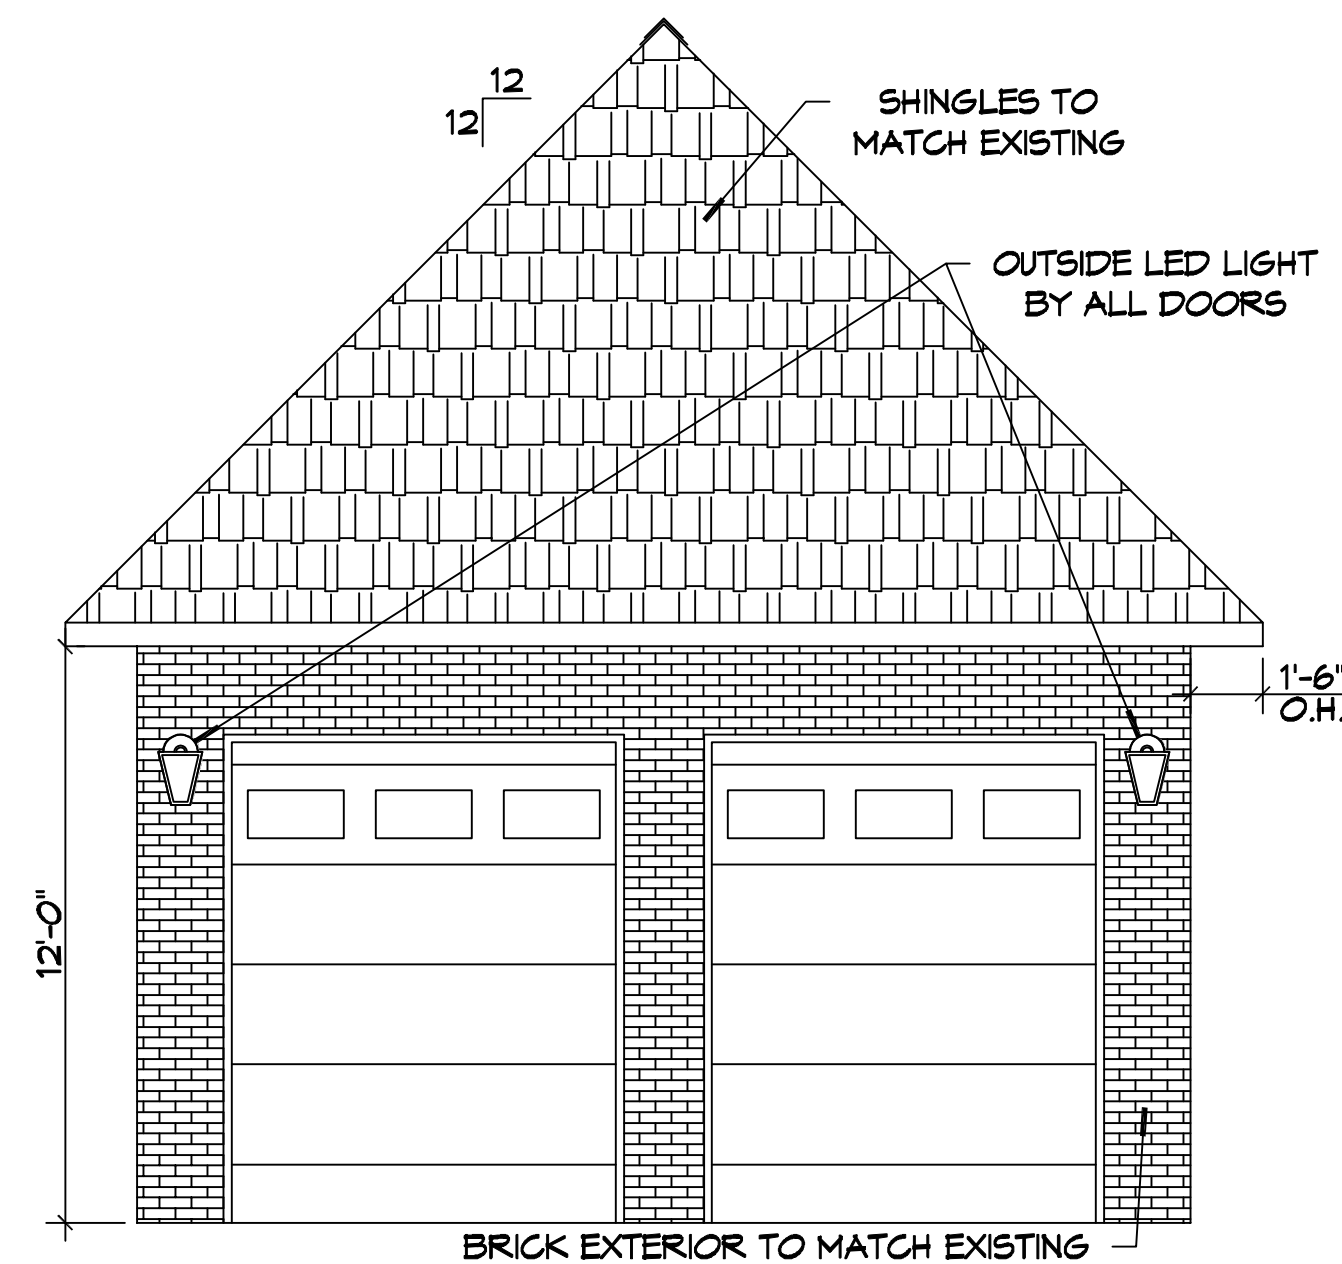 12
12
SHINGLES TO
MATCH EXISTING
OUTSIDE LED LIGHT
BY ALL DOORS
1'-6"
O.H.
12'-0"
BRICK EXTERIOR TO MATCH EXISTING